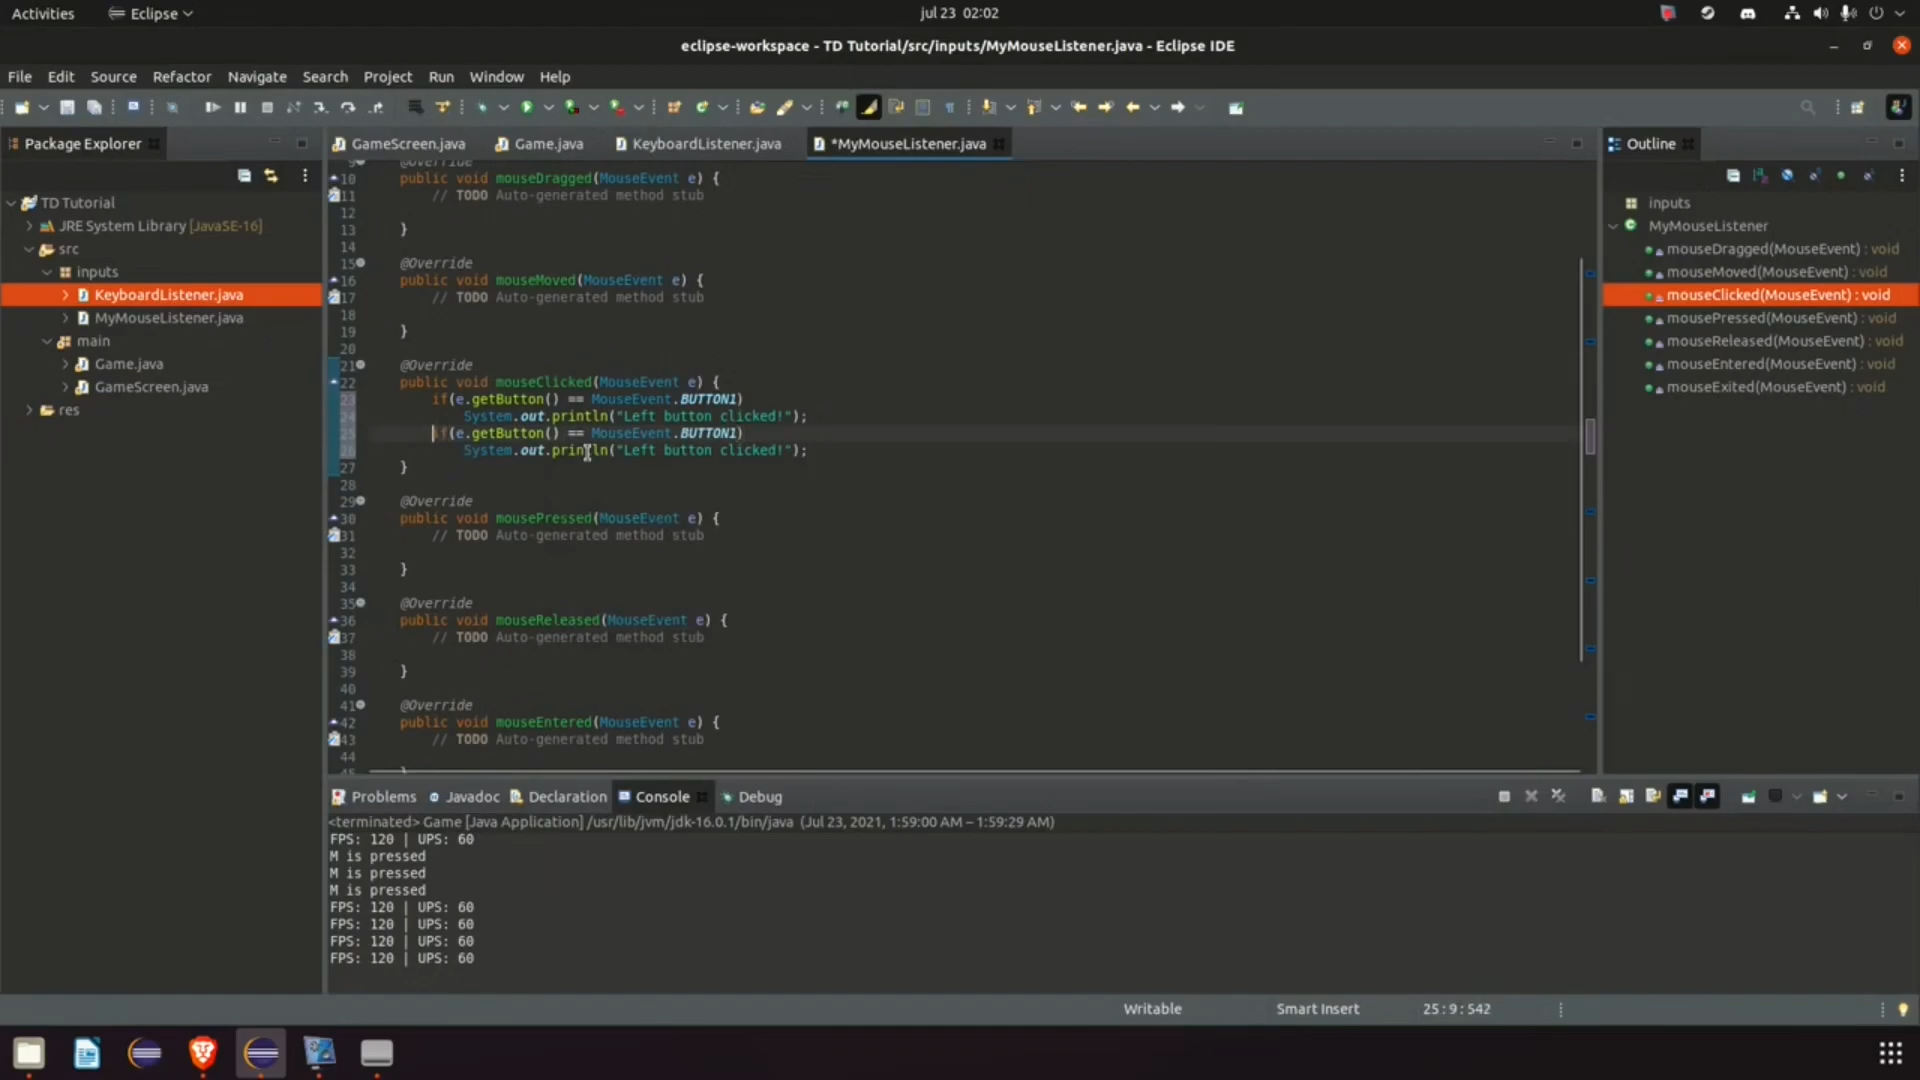 Activities
Eclipse
jul 23 02:02
eclipse-workspace - TD Tutorial/src/inputs/MyMouseListener.java - Eclipse IDE
File Edit Source Refactor Navigate Search Project Run Window Help
Package Explorer
GameScreen.java
Game.java
KeyboardListener.java
*MyMouseListener.java
Outline
TD Tutorial
JRE System Library [JavaSE-16]
src
inputs
KeyboardListener.java
MyMouseListener.java
main
Game.java
GameScreen.java
res
9 @Override
10 public void mouseDragged(MouseEvent e) {
11 // TODO Auto-generated method stub
12
13 }
14
15 @Override
16 public void mouseMoved(MouseEvent e) {
17 // TODO Auto-generated method stub
18
19 }
20
21 @Override
22 public void mouseClicked(MouseEvent e) {
23 if(e.getButton() == MouseEvent.BUTTON1)
24 System.out.println("Left button clicked!");
25 if(e.getButton() == MouseEvent.BUTTON1)
26 System.out.println("Left button clicked!");
27 }
28
29 @Override
30 public void mousePressed(MouseEvent e) {
31 // TODO Auto-generated method stub
32
33 }
34
35 @Override
36 public void mouseReleased(MouseEvent e) {
37 // TODO Auto-generated method stub
38
39 }
40
41 @Override
42 public void mouseEntered(MouseEvent e) {
43 // TODO Auto-generated method stub
44
45 }
inputs
MyMouseListener
mouseDragged(MouseEvent) : void
mouseMoved(MouseEvent) : void
mouseClicked(MouseEvent) : void
mousePressed(MouseEvent) : void
mouseReleased(MouseEvent) : void
mouseEntered(MouseEvent) : void
mouseExited(MouseEvent) : void
Problems
Javadoc
Declaration
Console
Debug
<terminated> Game [Java Application] /usr/lib/jvm/jdk-16.0.1/bin/java (Jul 23, 2021, 1:59:00 AM – 1:59:29 AM)
FPS: 120 | UPS: 60
M is pressed
M is pressed
M is pressed
FPS: 120 | UPS: 60
FPS: 120 | UPS: 60
FPS: 120 | UPS: 60
FPS: 120 | UPS: 60
Writable
Smart Insert
25 : 9 : 542